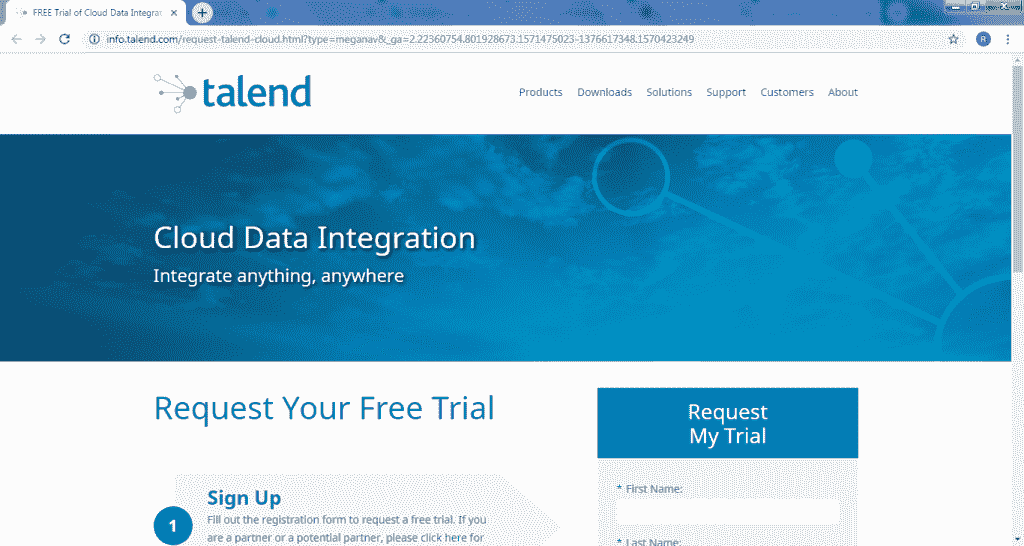 FREE Trial of Cloud Data Integra
info.talend.com/request-talend-cloud.html?type=meganav&_ga=2.22360754.801928673.1571475023-1376617348.1570423249
R
talend
Products Downloads Solutions Support Customers About
Cloud Data Integration
Integrate anything, anywhere
Request Your Free Trial
Request
My Trial
* First Name:
Sign Up
1
Fill out the registration form to request a free trial. If you
are a partner or a potential partner, please click here for
* Last Name: